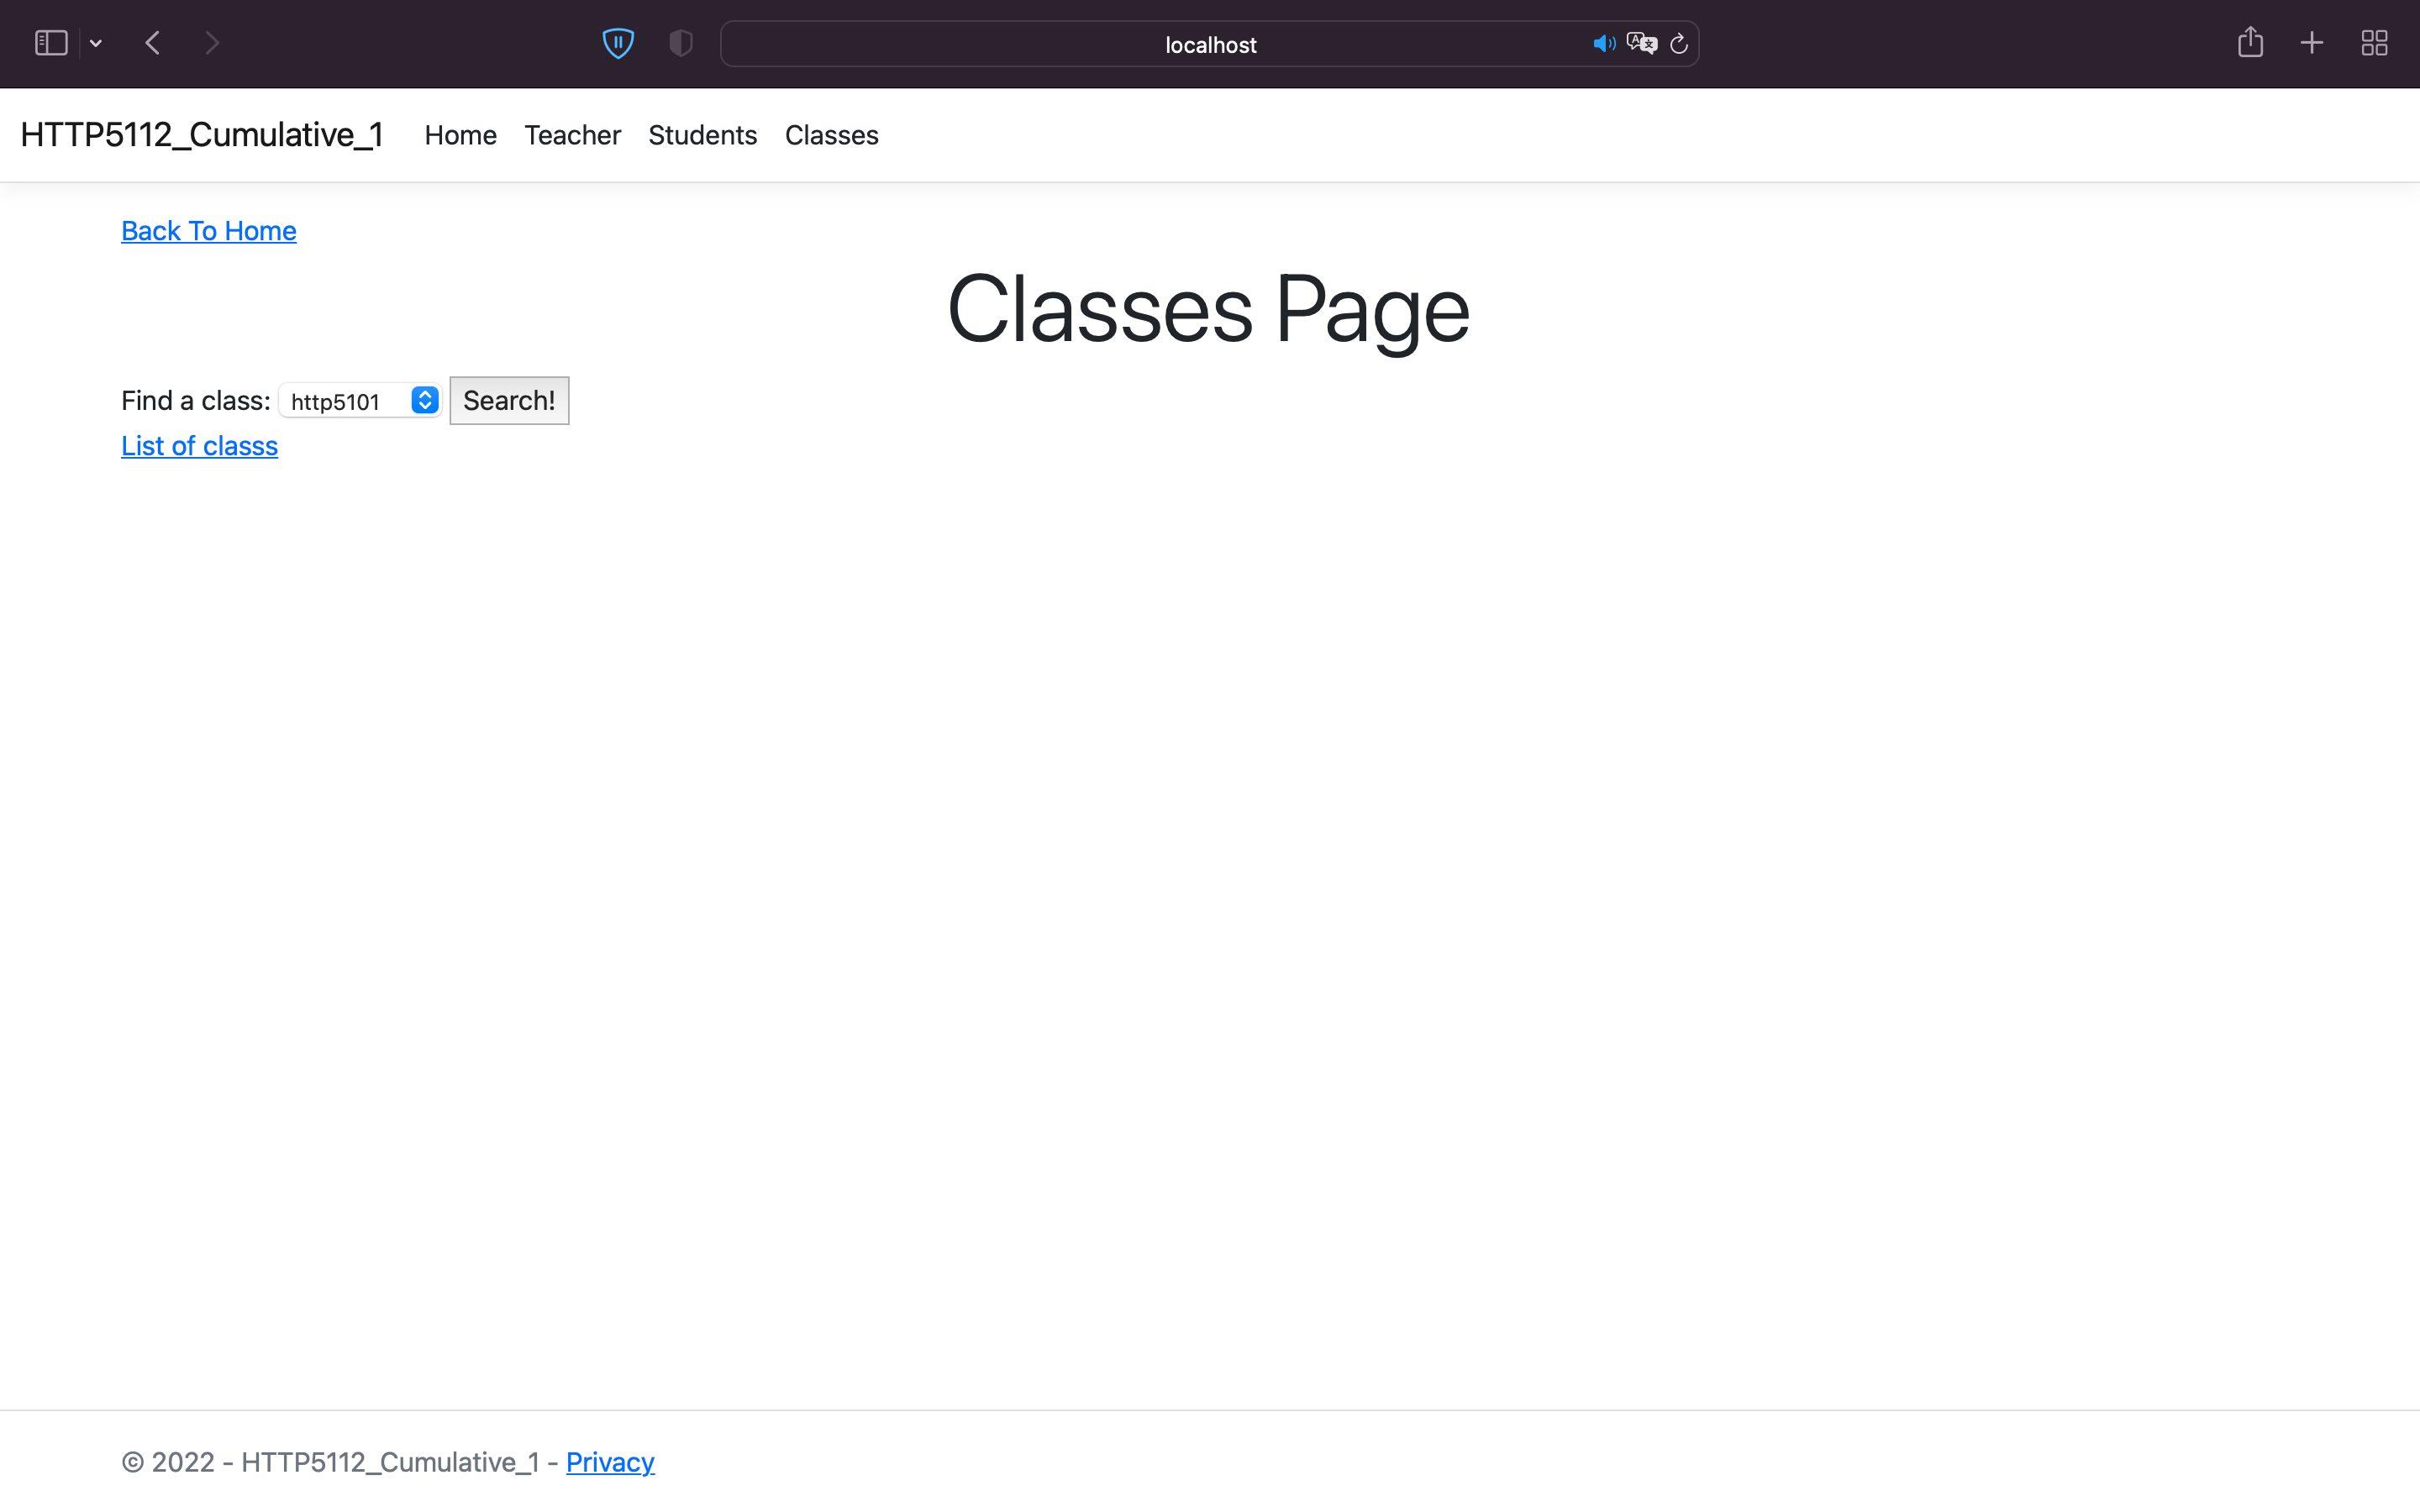 localhost
HTTP5112_Cumulative_1 Home Teacher Students Classes
Back To Home
Classes Page
Find a class: http5101 Search!
List of classs
© 2022 - HTTP5112_Cumulative_1 - Privacy